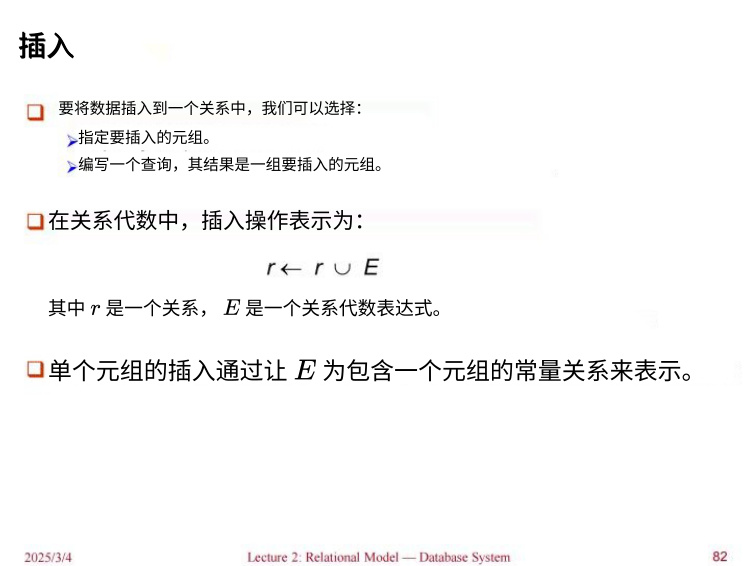 插入
要将数据插入到一个关系中，我们可以选择：
指定要插入的元组。
编写一个查询，其结果是一组要插入的元组。
在关系代数中，插入操作表示为：
r ← r ∪ E
其中 r 是一个关系， E 是一个关系代数表达式。
单个元组的插入通过让 E 为包含一个元组的常量关系来表示。
2025/3/4 Lecture 2: Relational Model — Database System 82